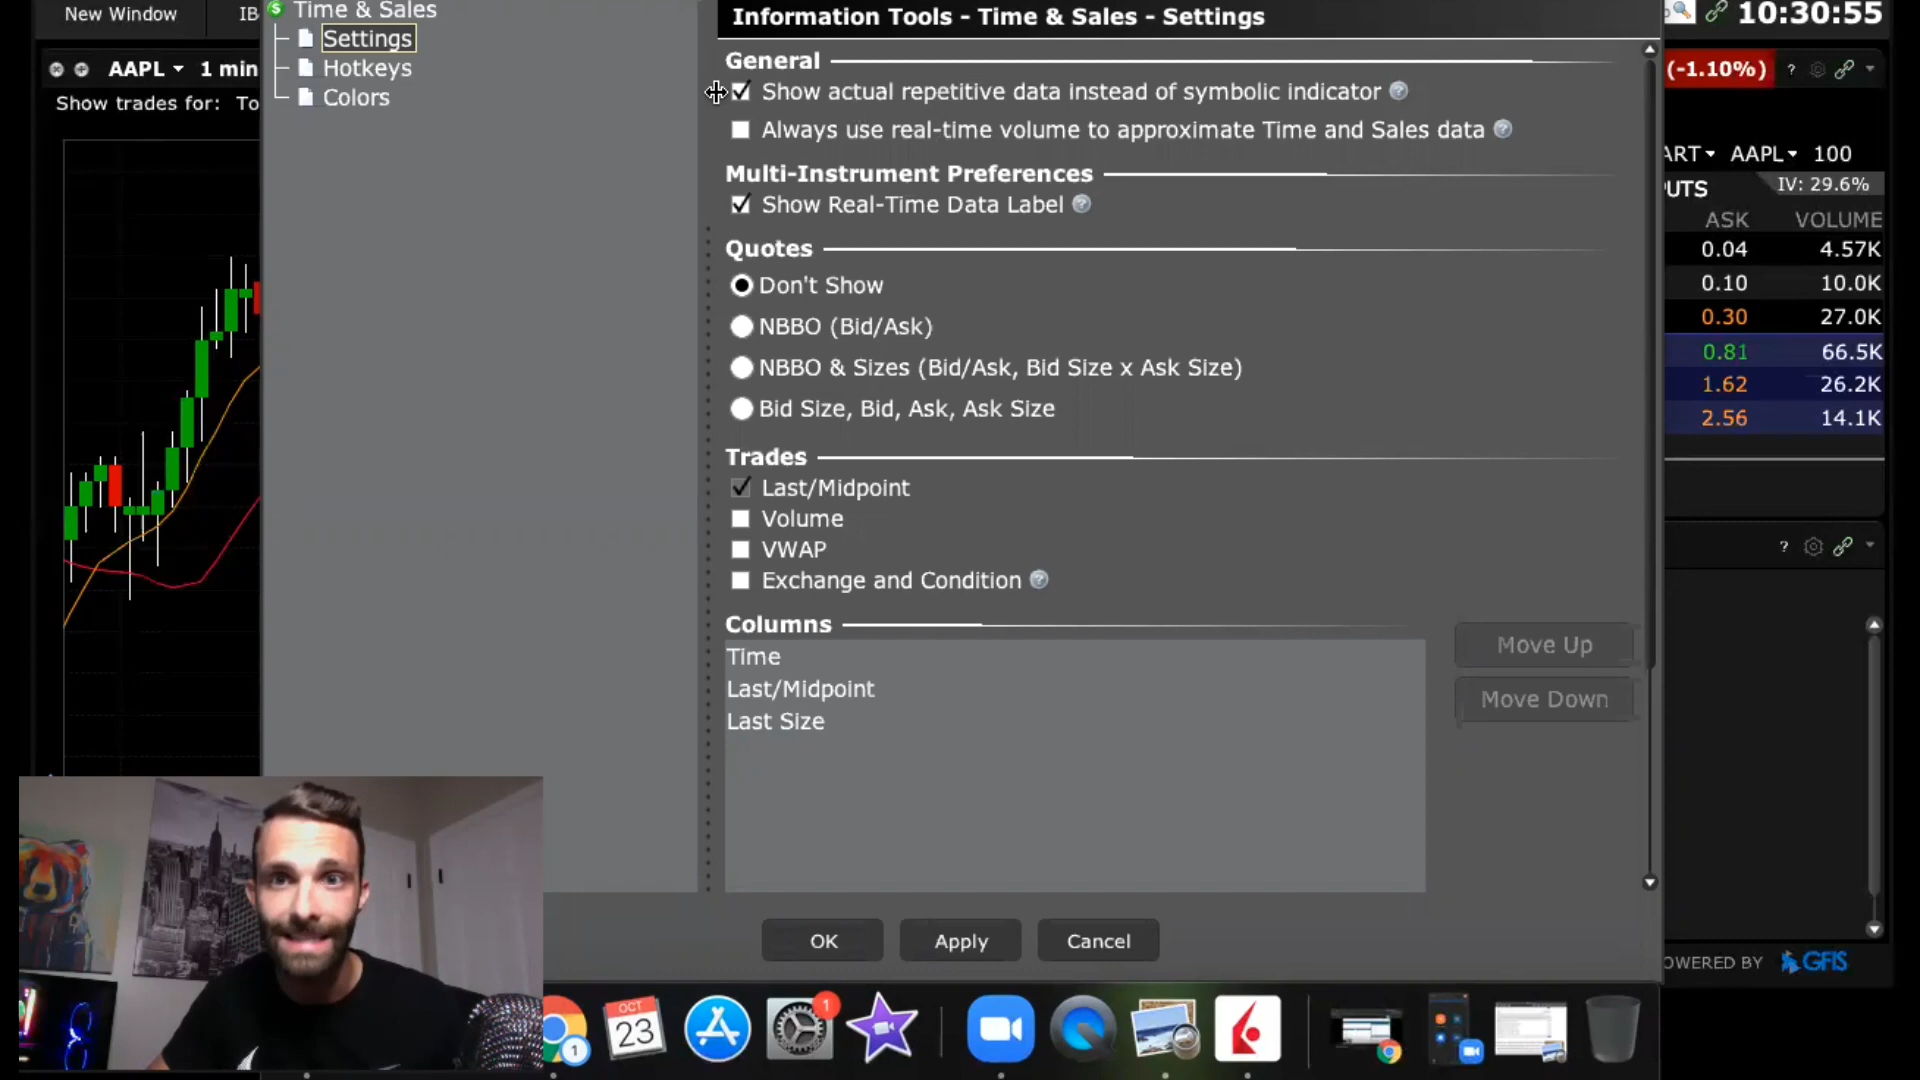 New Window
IB
Time & Sales
Settings
Hotkeys
Colors
Information Tools - Time & Sales - Settings
10:30:55
AAPL 1 min
Show trades for: To
General
Show actual repetitive data instead of symbolic indicator ?
Always use real-time volume to approximate Time and Sales data ?
Multi-Instrument Preferences
Show Real-Time Data Label ?
Quotes
Don't Show
NBBO (Bid/Ask)
NBBO & Sizes (Bid/Ask, Bid Size x Ask Size)
Bid Size, Bid, Ask, Ask Size
Trades
Last/Midpoint
Volume
VWAP
Exchange and Condition ?
Columns
Time
Last/Midpoint
Last Size
Move Up
Move Down
OK
Apply
Cancel
(-1.10%) ?
ART AAPL 100
PUTS
IV: 29.6%
ASK VOLUME
0.04 4.57K
0.10 10.0K
0.30 27.0K
0.81 66.5K
1.62 26.2K
2.56 14.1K
?
OWERED BY GFIS
1
OCT
23
1